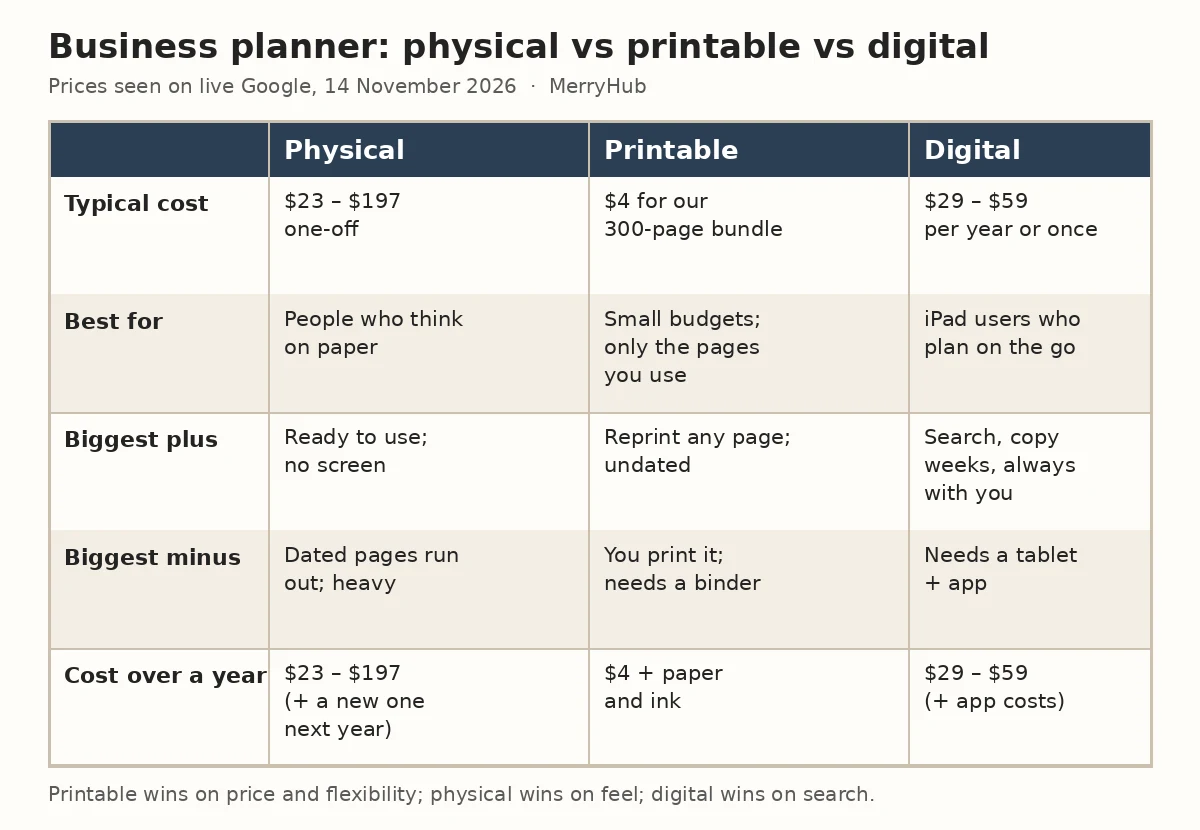 Business planner: physical vs printable vs digital
Prices seen on live Google, 14 November 2026 · MerryHub
Physical
Printable
Digital
Typical cost
$23 – $197
one-off
$4 for our
300-page bundle
$29 – $59
per year or once
Best for
People who think
on paper
Small budgets;
only the pages
you use
iPad users who
plan on the go
Biggest plus
Ready to use;
no screen
Reprint any page;
undated
Search, copy
weeks, always
with you
Biggest minus
Dated pages run
out; heavy
You print it;
needs a binder
Needs a tablet
+ app
Cost over a year
$23 – $197
(+ a new one
next year)
$4 + paper
and ink
$29 – $59
(+ app costs)
Printable wins on price and flexibility; physical wins on feel; digital wins on search.